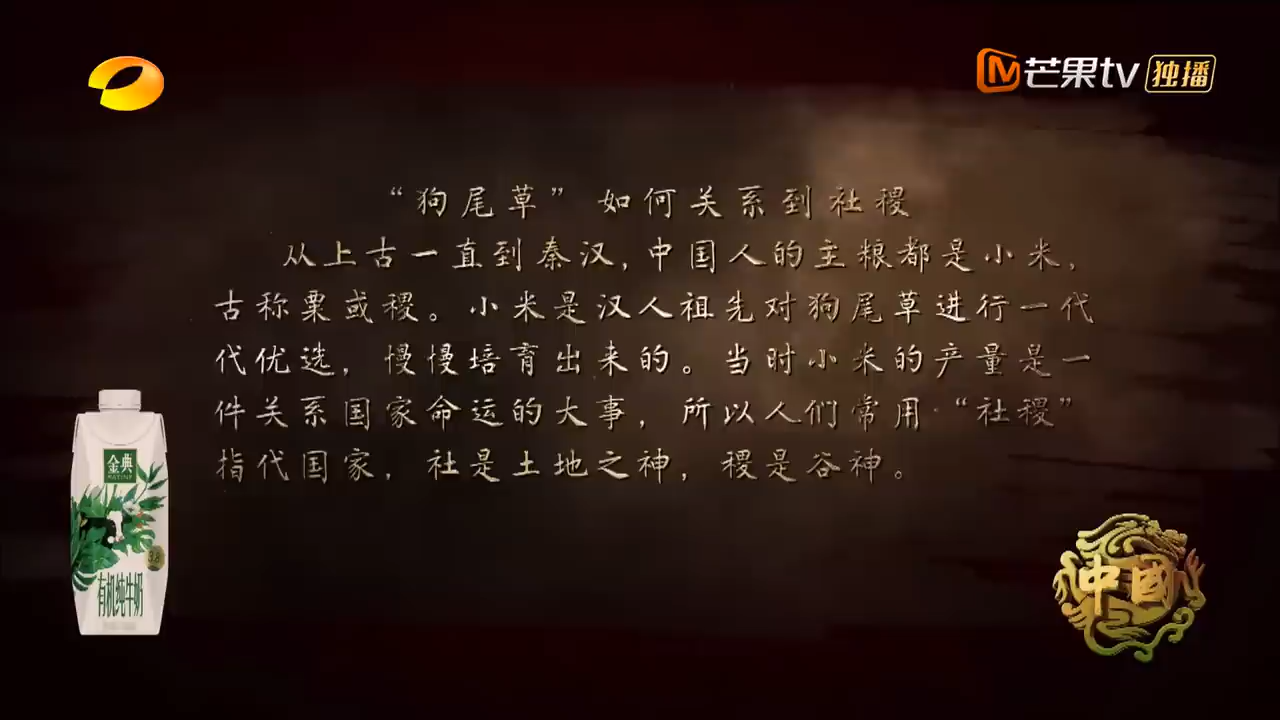 芒果tv 独播
“狗尾草”如何关系到社稷
从上古一直到秦汉，中国人的主粮都是小米，
古称粟或稷。小米是汉人祖先对狗尾草进行一代
代优选，慢慢培育出来的。当时小米的产量是一
件关系国家命运的大事，所以人们常用“社稷”
指代国家，社是土地之神，稷是谷神。
金典
SATINE
3.8
有机纯牛奶
中国